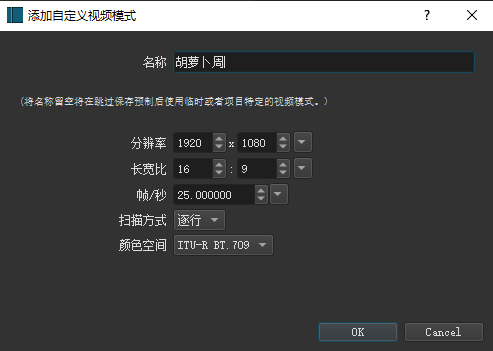 添加自定义视频模式
名称 胡萝卜周
(将名称留空将在跳过保存预制后使用临时或者项目特定的视频模式。)
分辨率 1920 x 1080
长宽比 16 : 9
帧/秒 25.000000
扫描方式 逐行
颜色空间 ITU-R BT.709
OK Cancel